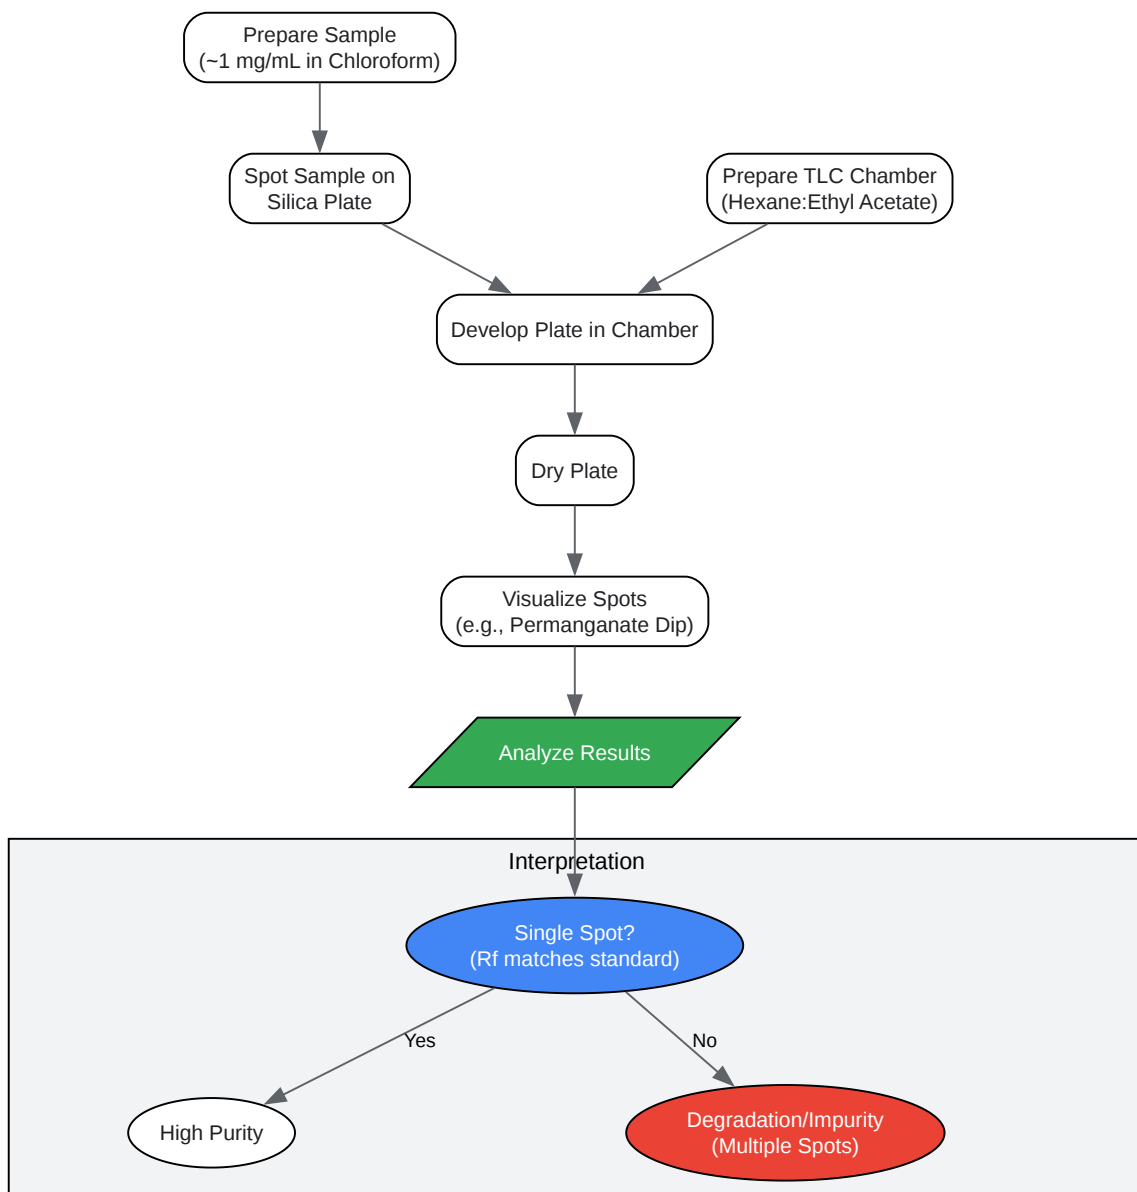 Prepare Sample
(~1 mg/mL in Chloroform)
Spot Sample on
Silica Plate
Prepare TLC Chamber
(Hexane:Ethyl Acetate)
Develop Plate in Chamber
Dry Plate
Visualize Spots
(e.g., Permanganate Dip)
Analyze Results
Interpretation
Single Spot?
(Rf matches standard)
Yes
No
High Purity
Degradation/Impurity
(Multiple Spots)